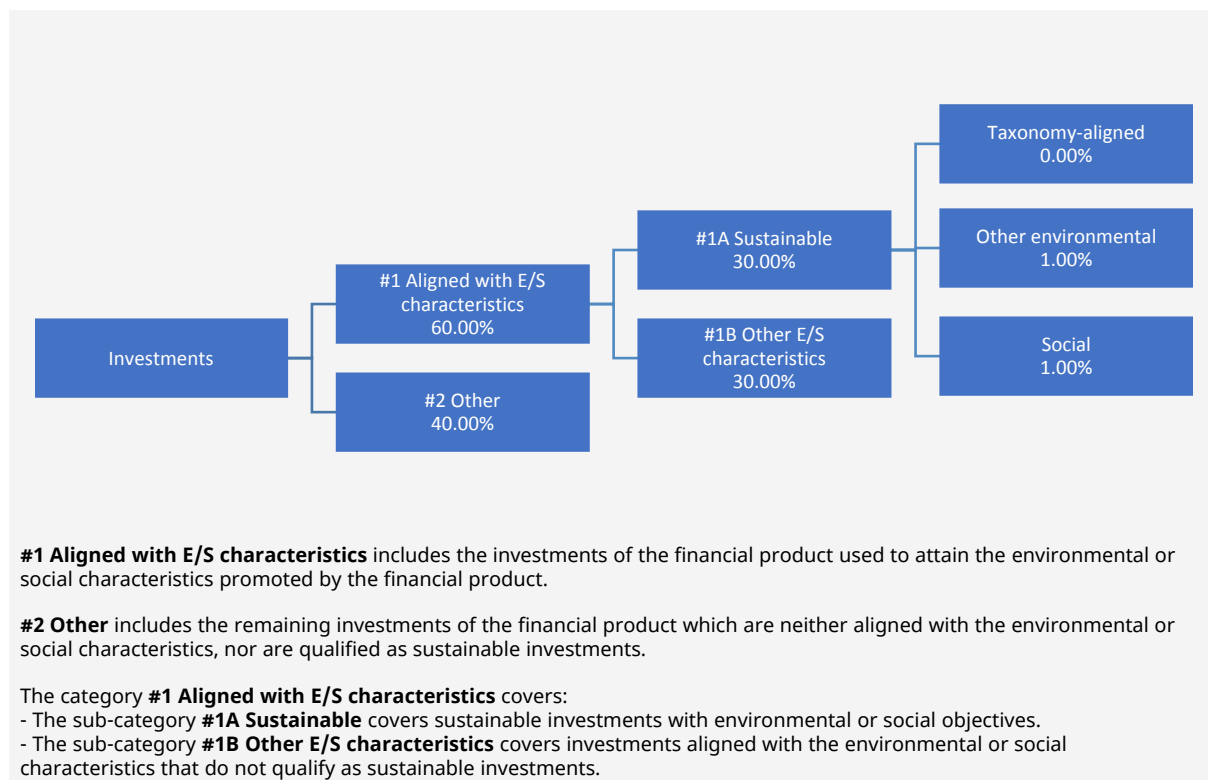 Investments
#1 Aligned with E/S
characteristics
60.00%
#2 Other
40.00%
#1A Sustainable
30.00%
#1B Other E/S
characteristics
30.00%
Taxonomy-aligned
0.00%
Other environmental
1.00%
Social
1.00%
#1 Aligned with E/S characteristics includes the investments of the financial product used to attain the environmental or
social characteristics promoted by the financial product.
#2 Other includes the remaining investments of the financial product which are neither aligned with the environmental or
social characteristics, nor are qualified as sustainable investments.
The category #1 Aligned with E/S characteristics covers:
- The sub-category #1A Sustainable covers sustainable investments with environmental or social objectives.
- The sub-category #1B Other E/S characteristics covers investments aligned with the environmental or social
characteristics that do not qualify as sustainable investments.